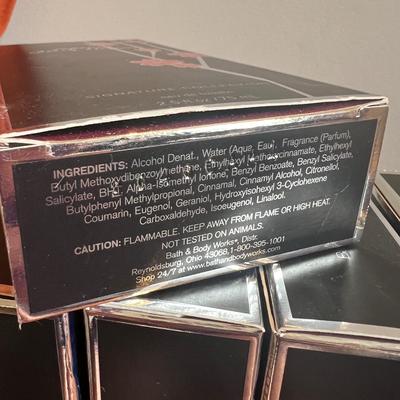 SIGNATURE COLLECTION
INGREDIENTS: Alcohol Denat., Water (Aqua, Eau), Fragrance (Parfum),
Butyl Methoxydibenzoylmethane, Ethylhexyl Methoxycinnamate, Ethylhexyl
Salicylate, BHT, Alpha-Isomethyl Ionone, Benzyl Benzoate, Benzyl Salicylate,
Butylphenyl Methylpropional, Cinnamal, Cinnamyl Alcohol, Citronellol,
Coumarin, Eugenol, Geraniol, Hydroxyisohexyl 3-Cyclohexene
Carboxaldehyde, Isoeugenol, Linalool.
CAUTION: FLAMMABLE. KEEP AWAY FROM FLAME OR HIGH HEAT.
NOT TESTED ON ANIMALS.
Bath & Body Works®, Distr.
Reynoldsburg, Ohio 43068, 1-800-395-1001
Shop 24/7 at www.bathandbodyworks.com